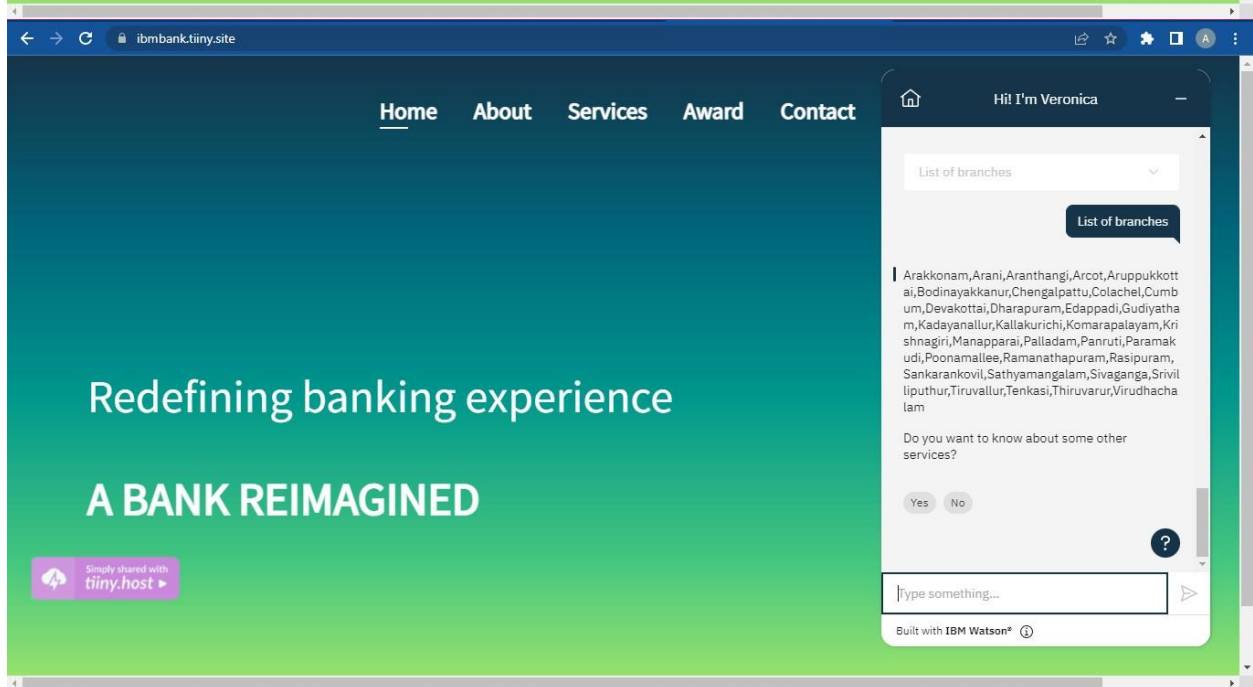 ibmbank.tiiny.site
A
Home About Services Award Contact
Redefining banking experience
A BANK REIMAGINED
Simply shared with
tiiny.host ►
Hi! I'm Veronica
List of branches
List of branches
Arakkonam,Arani,Aranthangi,Arcot,Aruppukkott
ai,Bodinayakkanur,Chengalpattu,Colachel,Cumb
um,Devakottai,Dharapuram,Edappadi,Gudiyatha
m,Kadayanallur,Kallakurichi,Komarapalayam,Kri
shnagiri,Manapparai,Palladam,Panruti,Paramak
udi,Poonamallee,Ramanathapuram,Rasipuram,
Sankarankovil,Sathyamangalam,Sivaganga,Srivil
liputhur,Tiruvallur,Tenkasi,Thiruvarur,Virudhacha
lam
Do you want to know about some other
services?
Yes No
?
Type something...
Built with IBM Watson®